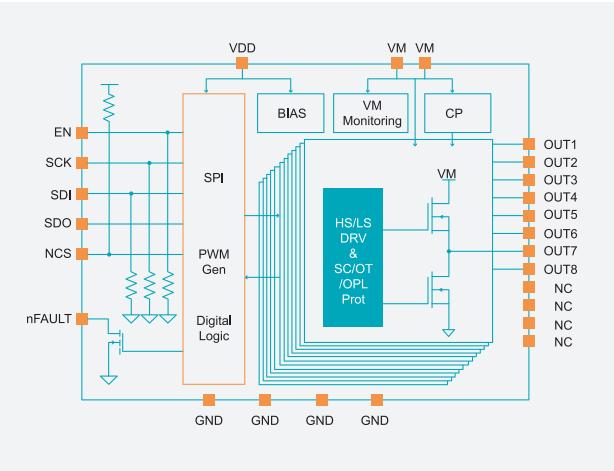 VDD
VM
VM
BIAS
VM
Monitoring
CP
EN
SCK
SDI
SDO
NCS
nFAULT
SPI
PWM
Gen
Digital
Logic
VM
HS/LS
DRV
&
SC/OT
/OPL
Prot
OUT1
OUT2
OUT3
OUT4
OUT5
OUT6
OUT7
OUT8
NC
NC
NC
NC
GND
GND
GND
GND